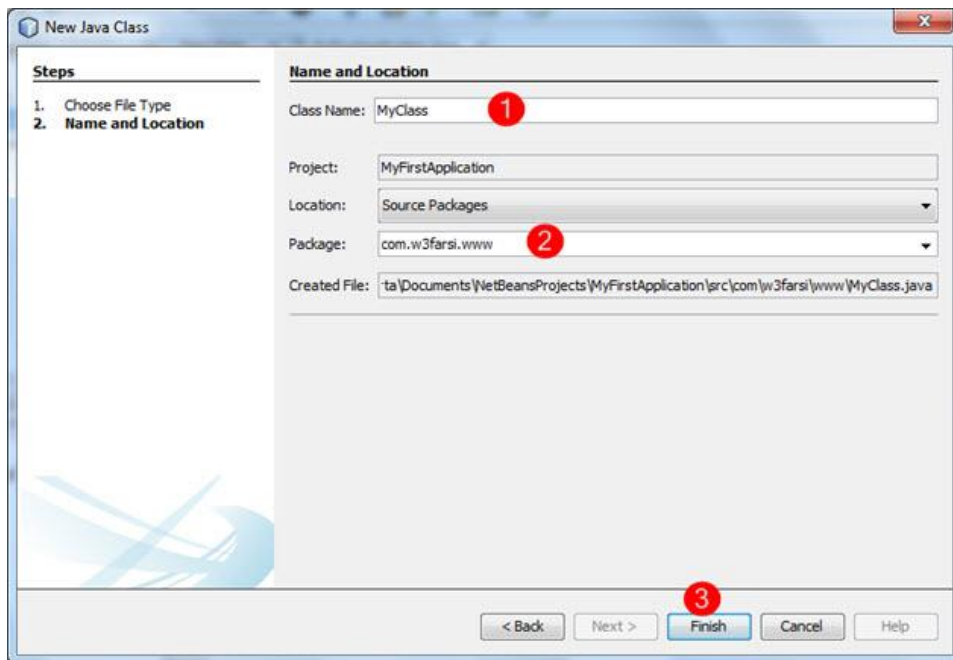 New Java Class
Steps
1. Choose File Type
2. Name and Location
Name and Location
Class Name: MyClass
1
Project: MyFirstApplication
Location: Source Packages
Package: com.w3farsi.www
2
Created File: ta\Documents\NetBeansProjects\MyFirstApplication\src\com\w3farsi\www\MyClass.java
3
< Back Next > Finish Cancel Help